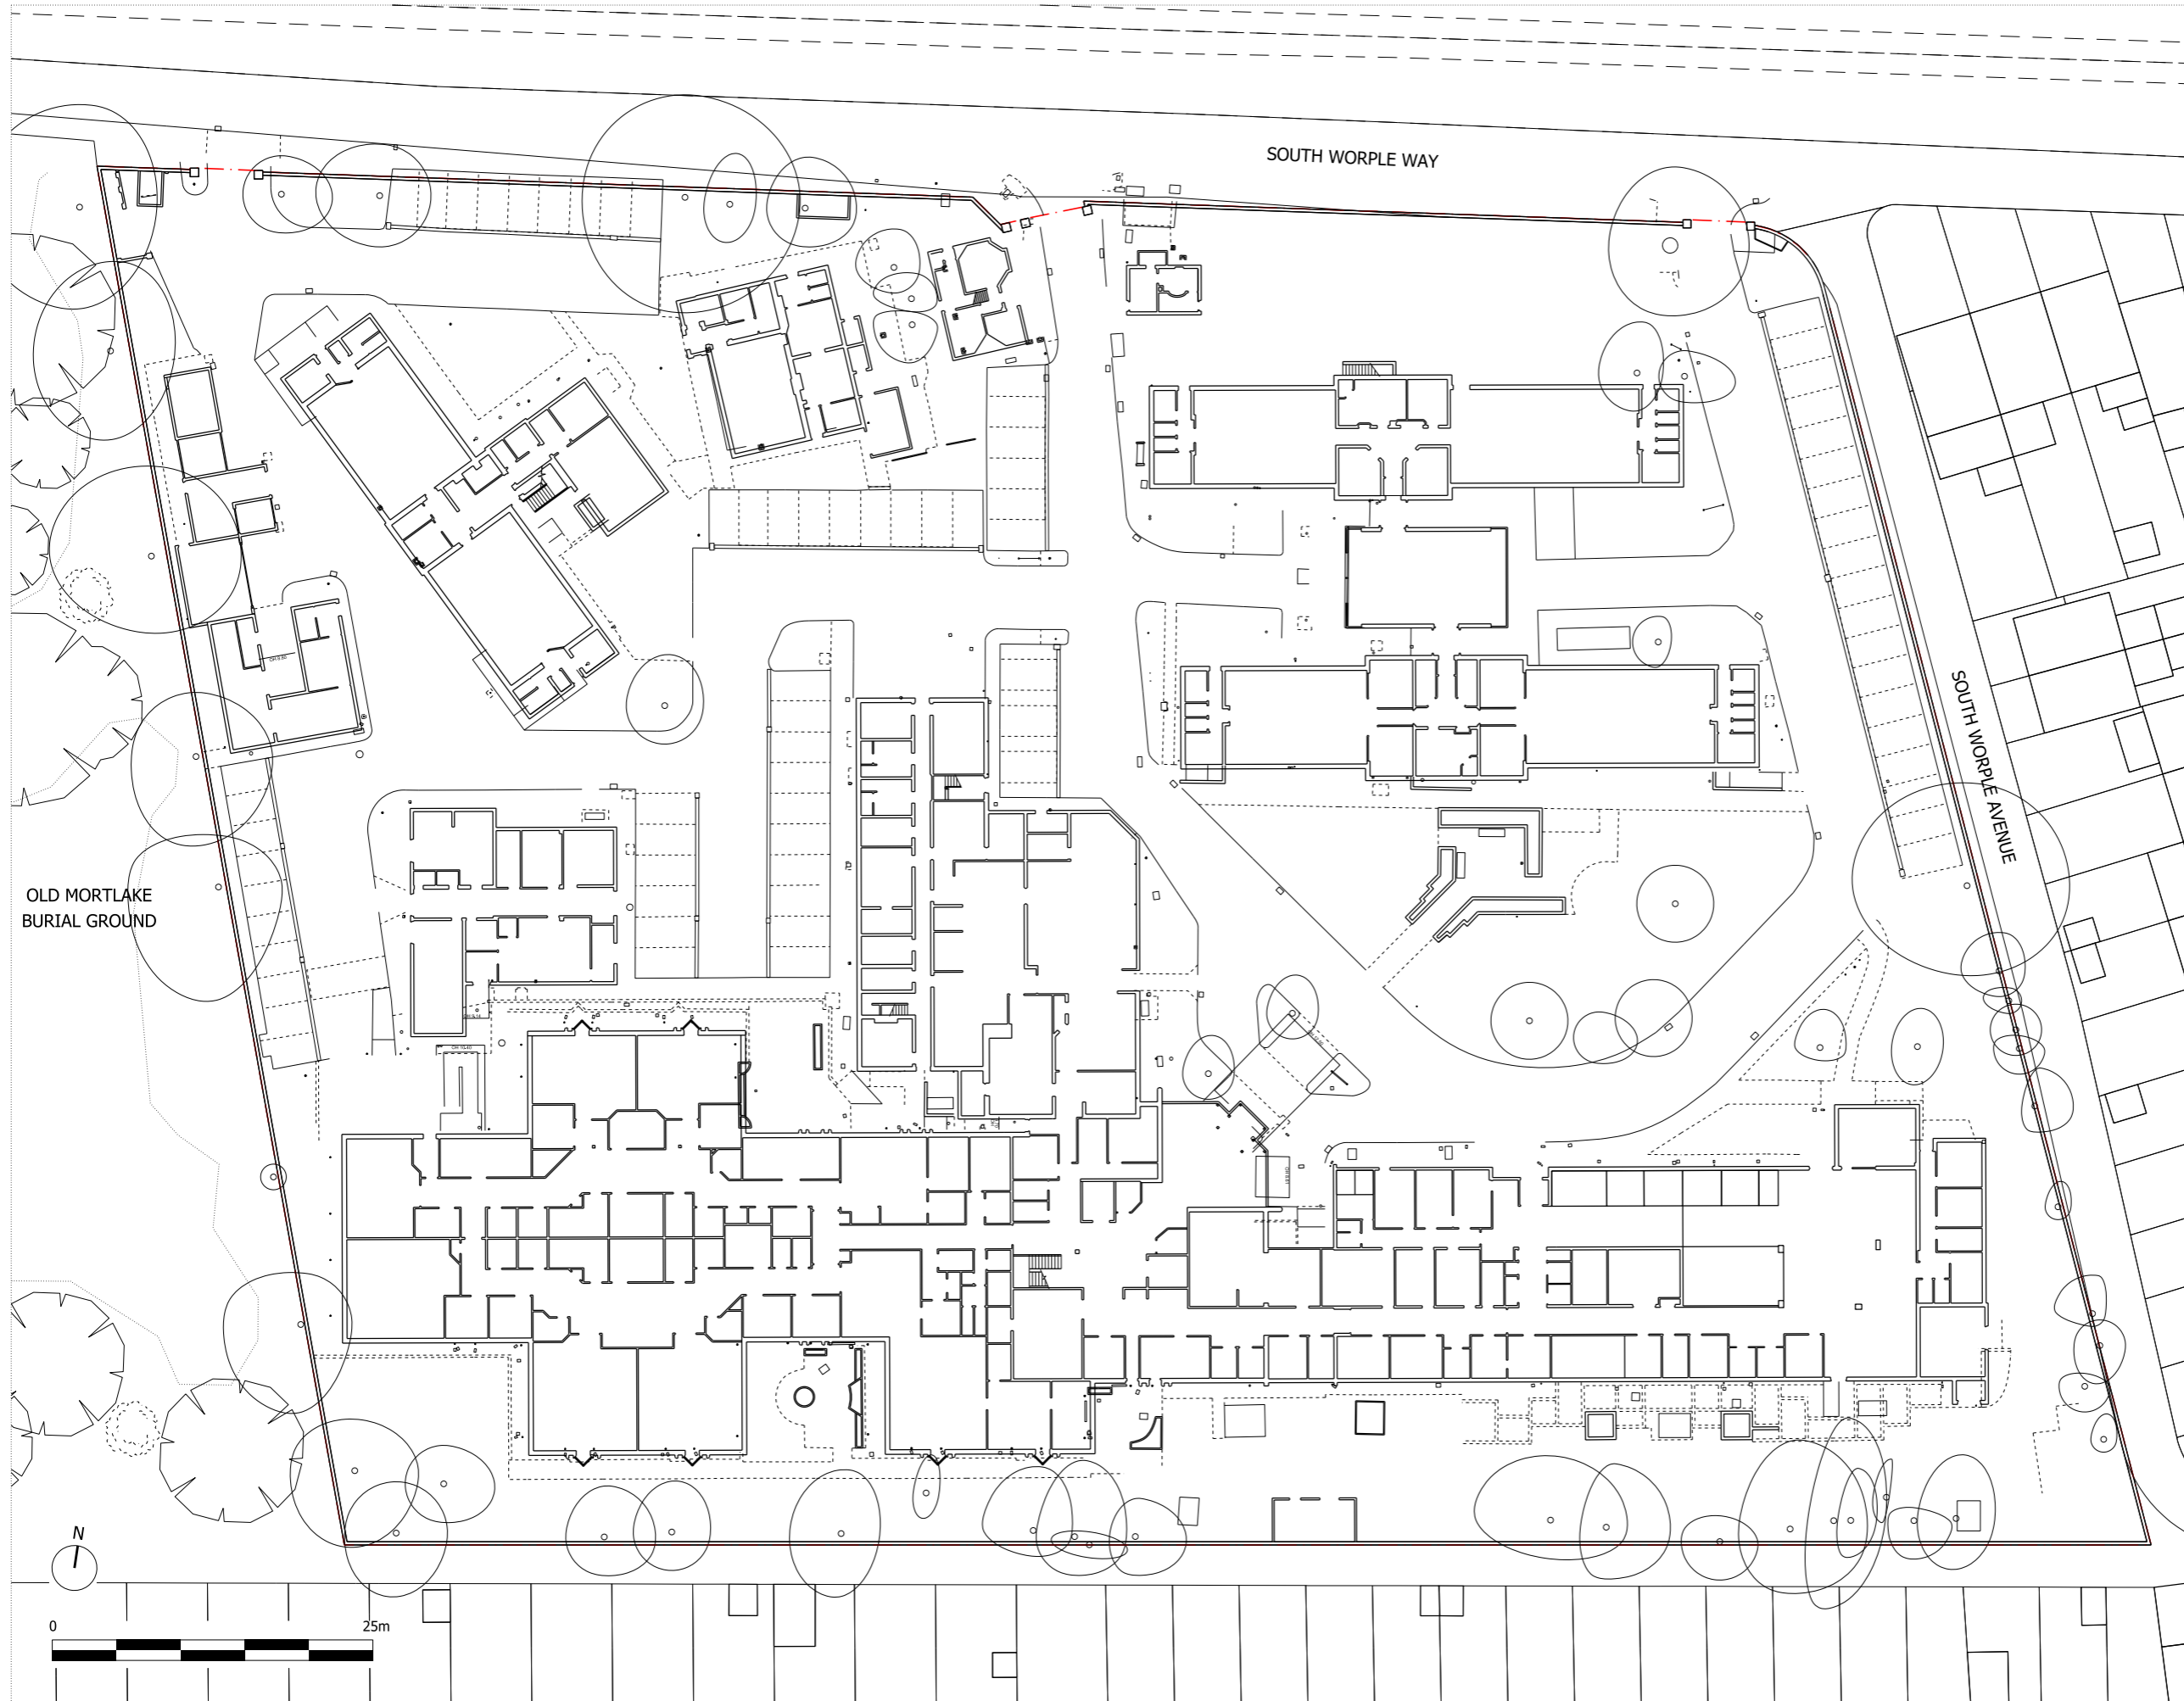 SOUTH WORPLE WAY
SOUTH WORPLE AVENUE
OLD MORTLAKE
BURIAL GROUND
N
0
25m